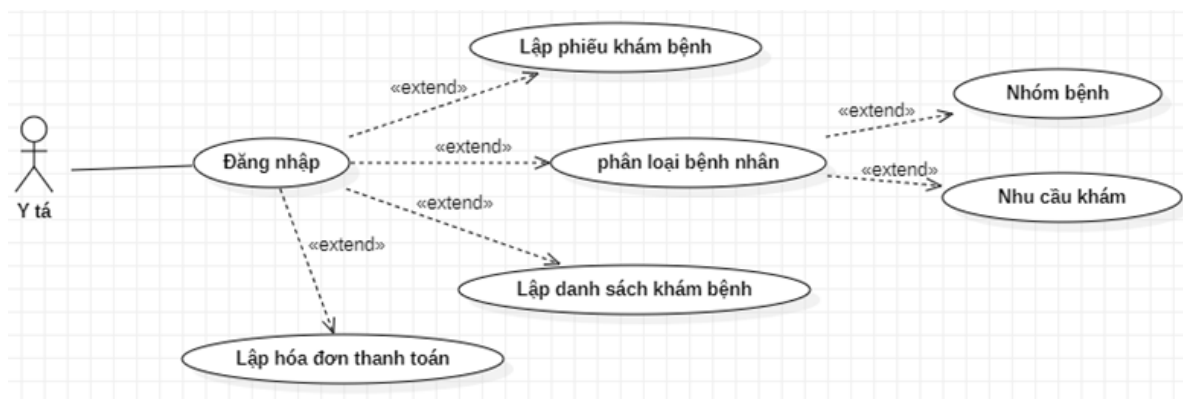 Lập phiếu khám bệnh
«extend»
Nhóm bệnh
«extend»
Đăng nhập
«extend»
phân loại bệnh nhân
«extend»
Nhu cầu khám
Y tá
«extend»
«extend»
Lập danh sách khám bệnh
Lập hóa đơn thanh toán